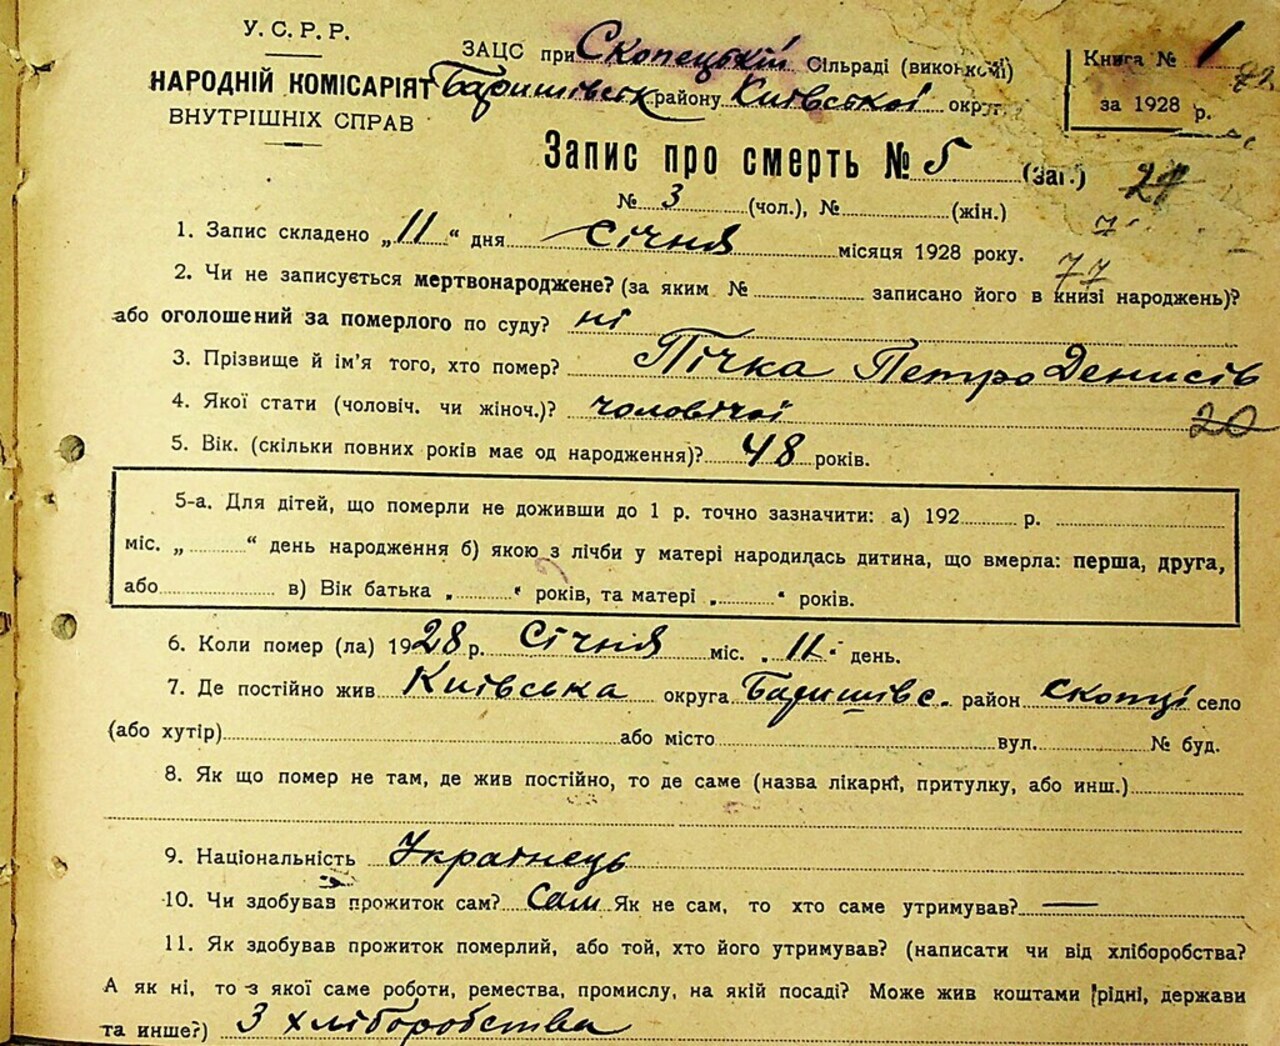 У. С. Р. Р.
НАРОДНІЙ КОМІСАРІЯТ
ВНУТРІШНІХ СПРАВ
ЗАЦС при Скопецькій Сільраді (виконкомі)
Баришівськ району Київської округ
Книга № 1
за 1928 р.
72
Запис про смерть № 5 (заг.) 21
№ 3 (чол.), № (жін.)
7
1. Запис складено „11“ дня Січня місяця 1928 року.
77
2. Чи не записується мертвонароджене? (за яким № записано його в книзі народжень)?
або оголошений за померлого по суду? ні
3. Прізвище й ім'я того, хто помер? Пічка Петро Денисів
4. Якої стати (чоловіч. чи жіноч.)? чоловічої
20
5. Вік. (скільки повних років має од народження)? 48 років.
5-а. Для дітей, що померли не доживши до 1 р. точно зазначити: а) 192 р.
міс. „ “ день народження б) якою з лічби у матері народилась дитина, що вмерла: перша, друга,
або в) Вік батька „ “ років, та матері „ “ років.
6. Коли помер (ла) 1928 р. Січня міс. „11“ день.
7. Де постійно жив Київська округа Баришівс. район Скопці село
(або хутір) або місто вул. № буд.
8. Як що помер не там, де жив постійно, то де саме (назва лікарні, притулку, або инш.)
9. Національність Українець
10. Чи здобував прожиток сам? Сам Як не сам, то хто саме утримував? —
11. Як здобував прожиток померлий, або той, хто його утримував? (написати чи від хліборобства?
А як ні, то з якої саме роботи, ремества, промислу, на якій посаді? Може жив коштами рідні, держави
та инше?) З хліборобства